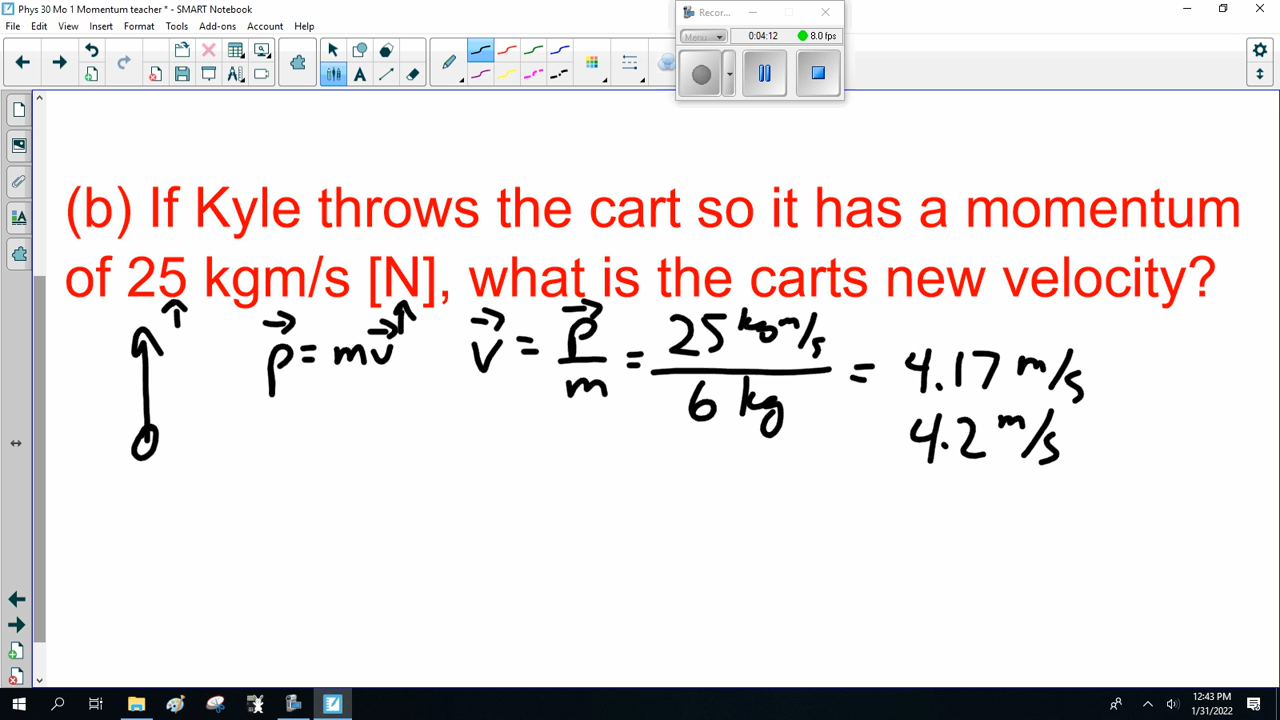 Phys 30 Mo 1 Momentum teacher * - SMART Notebook
File Edit View Insert Format Tools Add-ons Account Help
Recor...
Menu
0:04:12
8.0 fps
(b) If Kyle throws the cart so it has a momentum
of 25 kgm/s [N], what is the carts new velocity?
p = mv v = p/m = 25 kg m/s / 6 kg = 4.17 m/s
4.2 m/s
12:43 PM
1/31/2022